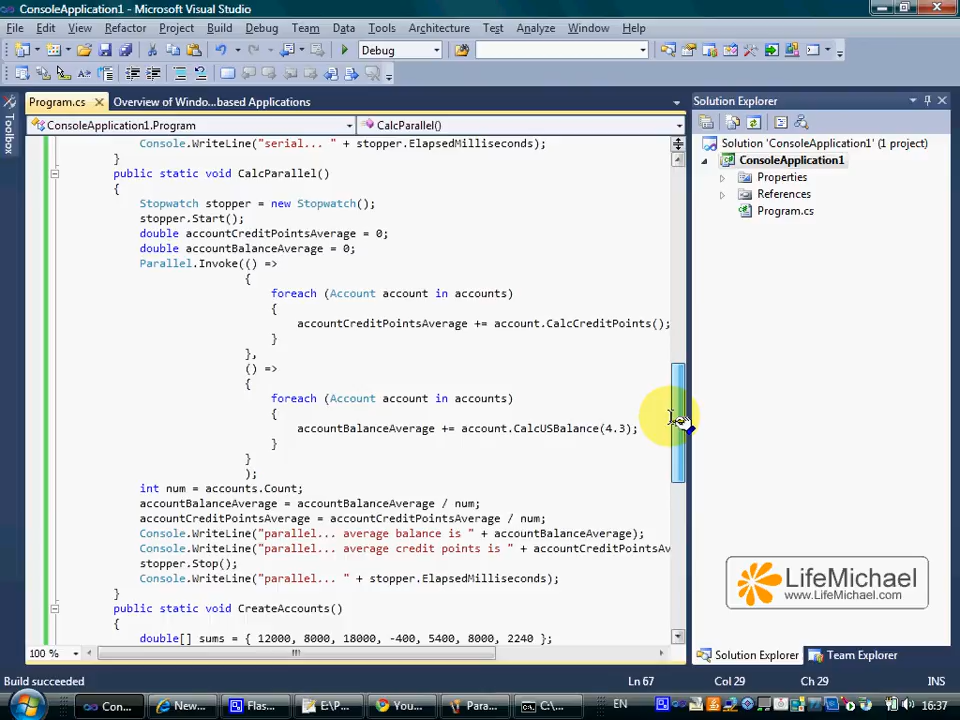 ConsoleApplication1 - Microsoft Visual Studio
File Edit View Refactor Project Build Debug Team Data Tools Architecture Test Analyze Window Help
Debug
Program.cs Overview of Windo...based Applications
ConsoleApplication1.Program CalcParallel()
Console.WriteLine("serial... " + stopper.ElapsedMilliseconds);
}
public static void CalcParallel()
{
Stopwatch stopper = new Stopwatch();
stopper.Start();
double accountCreditPointsAverage = 0;
double accountBalanceAverage = 0;
Parallel.Invoke(() =>
{
foreach (Account account in accounts)
{
accountCreditPointsAverage += account.CalcCreditPoints();
}
},
() =>
{
foreach (Account account in accounts)
{
accountBalanceAverage += account.CalcUSBalance(4.3);
}
}
);
int num = accounts.Count;
accountBalanceAverage = accountBalanceAverage / num;
accountCreditPointsAverage = accountCreditPointsAverage / num;
Console.WriteLine("parallel... average balance is " + accountBalanceAverage);
Console.WriteLine("parallel... average credit points is " + accountCreditPointsAv
stopper.Stop();
Console.WriteLine("parallel... " + stopper.ElapsedMilliseconds);
}
public static void CreateAccounts()
{
double[] sums = { 12000, 8000, 18000, -400, 5400, 8000, 2240 };
100 %
Toolbox
Solution Explorer
Solution 'ConsoleApplication1' (1 project)
ConsoleApplication1
Properties
References
Program.cs
LifeMichael
www.LifeMichael.com
Solution Explorer Team Explorer
Build succeeded Ln 67 Col 29 Ch 29 INS
Con... New... Flas... E:\P... You... Para... C:\... EN 16:37